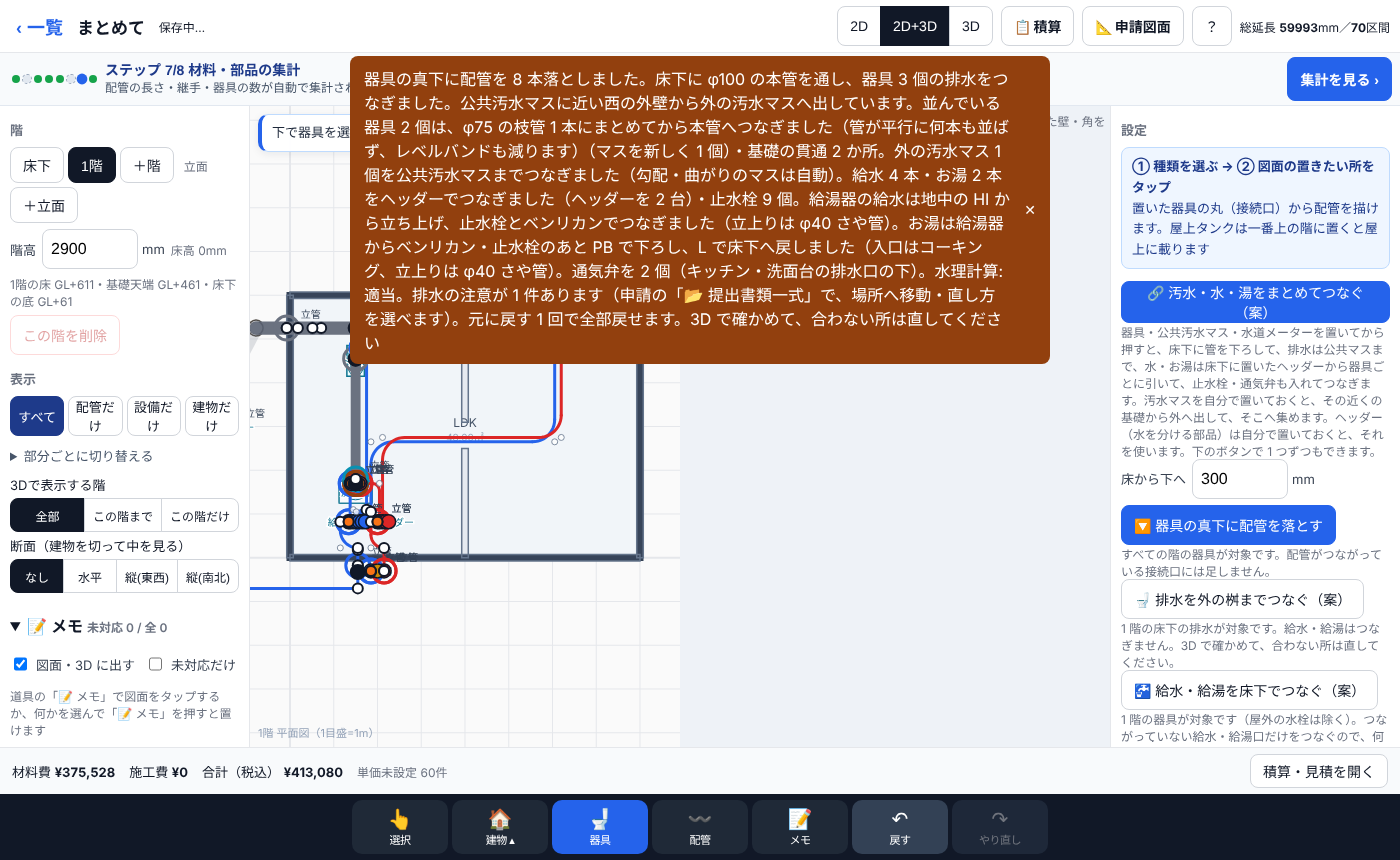 ‹ 一覧 まとめて 保存中...
2D 2D+3D 3D 📋 積算 📐 申請図面 ? 総延長 59993mm／70区間
ステップ 7/8 材料・部品の集計
配管の長さ・継手・器具の数が自動で集計され
集計を見る ›
器具の真下に配管を 8 本落としました。床下に φ100 の本管を通し、器具 3 個の排水をつ
なぎました。公共汚水マスに近い西の外壁から外の汚水マスへ出しています。並んでいる
器具 2 個は、φ75 の枝管 1 本にまとめてから本管へつなぎました（管が平行に何本も並ば
ず、レベルバンドも減ります）（マスを新しく 1 個）・基礎の貫通 2 か所。外の汚水マス 1
個を公共汚水マスまでつなぎました（勾配・曲がりのマスは自動）。給水 4 本・お湯 2 本
をヘッダーでつなぎました（ヘッダーを 2 台）・止水栓 9 個。給湯器の給水は地中の HI か
ら立ち上げ、止水栓とベンリカンでつなぎました（立上りは φ40 さや管）。お湯は給湯器
からベンリカン・止水栓のあと PB で下ろし、L で床下へ戻しました（入口はコーキン
グ、立上りは φ40 さや管）。通気弁を 2 個（キッチン・洗面台の排水口の下）。水理計算:
適当。排水の注意が 1 件あります（申請の「📂 提出書類一式」で、場所へ移動・直し方
を選べます）。元に戻す 1 回で全部戻せます。3D で確かめて、合わない所は直してくださ
い
×
階
床下 1階 ＋階 立面
＋立面
階高 2900 mm 床高 0mm
1階の床 GL+611・基礎天端 GL+461・床下
の底 GL+61
この階を削除
表示
すべて 配管だけ 設備だけ 建物だけ
▶ 部分ごとに切り替える
3Dで表示する階
全部 この階まで この階だけ
断面（建物を切って中を見る）
なし 水平 縦(東西) 縦(南北)
▼ 📝 メモ 未対応 0 / 全 0
図面・3D に出す 未対応だけ
道具の「📝 メモ」で図面をタップする
か、何かを選んで「📝 メモ」を押すと置
けます
下で器具を選
た壁・角を
立管
立管
LDK
立管
ダー
1階 平面図（1目盛=1m）
設定
① 種類を選ぶ → ② 図面の置きたい所を
タップ
置いた器具の丸（接続口）から配管を描け
ます。屋上タンクは一番上の階に置くと屋
上に載ります
🔗 汚水・水・湯をまとめてつなぐ
（案）
器具・公共汚水マス・水道メーターを置いてから
押すと、床下に管を下ろして、排水は公共マスま
で、水・お湯は床下に置いたヘッダーから器具ご
とに引いて、止水栓・通気弁も入れてつなぎま
す。汚水マスを自分で置いておくと、その近くの
基礎から外へ出して、そこへ集めます。ヘッダー
（水を分ける部品）は自分で置いておくと、それ
を使います。下のボタンで 1 つずつもできます。
床から下へ 300 mm
🔽 器具の真下に配管を落とす
すべての階の器具が対象です。配管がつながって
いる接続口には足しません。
🚽 排水を外の桝までつなぐ（案）
1 階の床下の排水が対象です。給水・給湯はつな
ぎません。3D で確かめて、合わない所は直して
ください。
🚰 給水・給湯を床下でつなぐ（案）
1 階の器具が対象です（屋外の水栓は除く）。つな
がっていない給水・給湯口だけをつなぐので、何
材料費 ¥375,528 施工費 ¥0 合計（税込） ¥413,080 単価未設定 60件
積算・見積を開く
選択 建物▴ 器具 配管 メモ 戻す やり直し